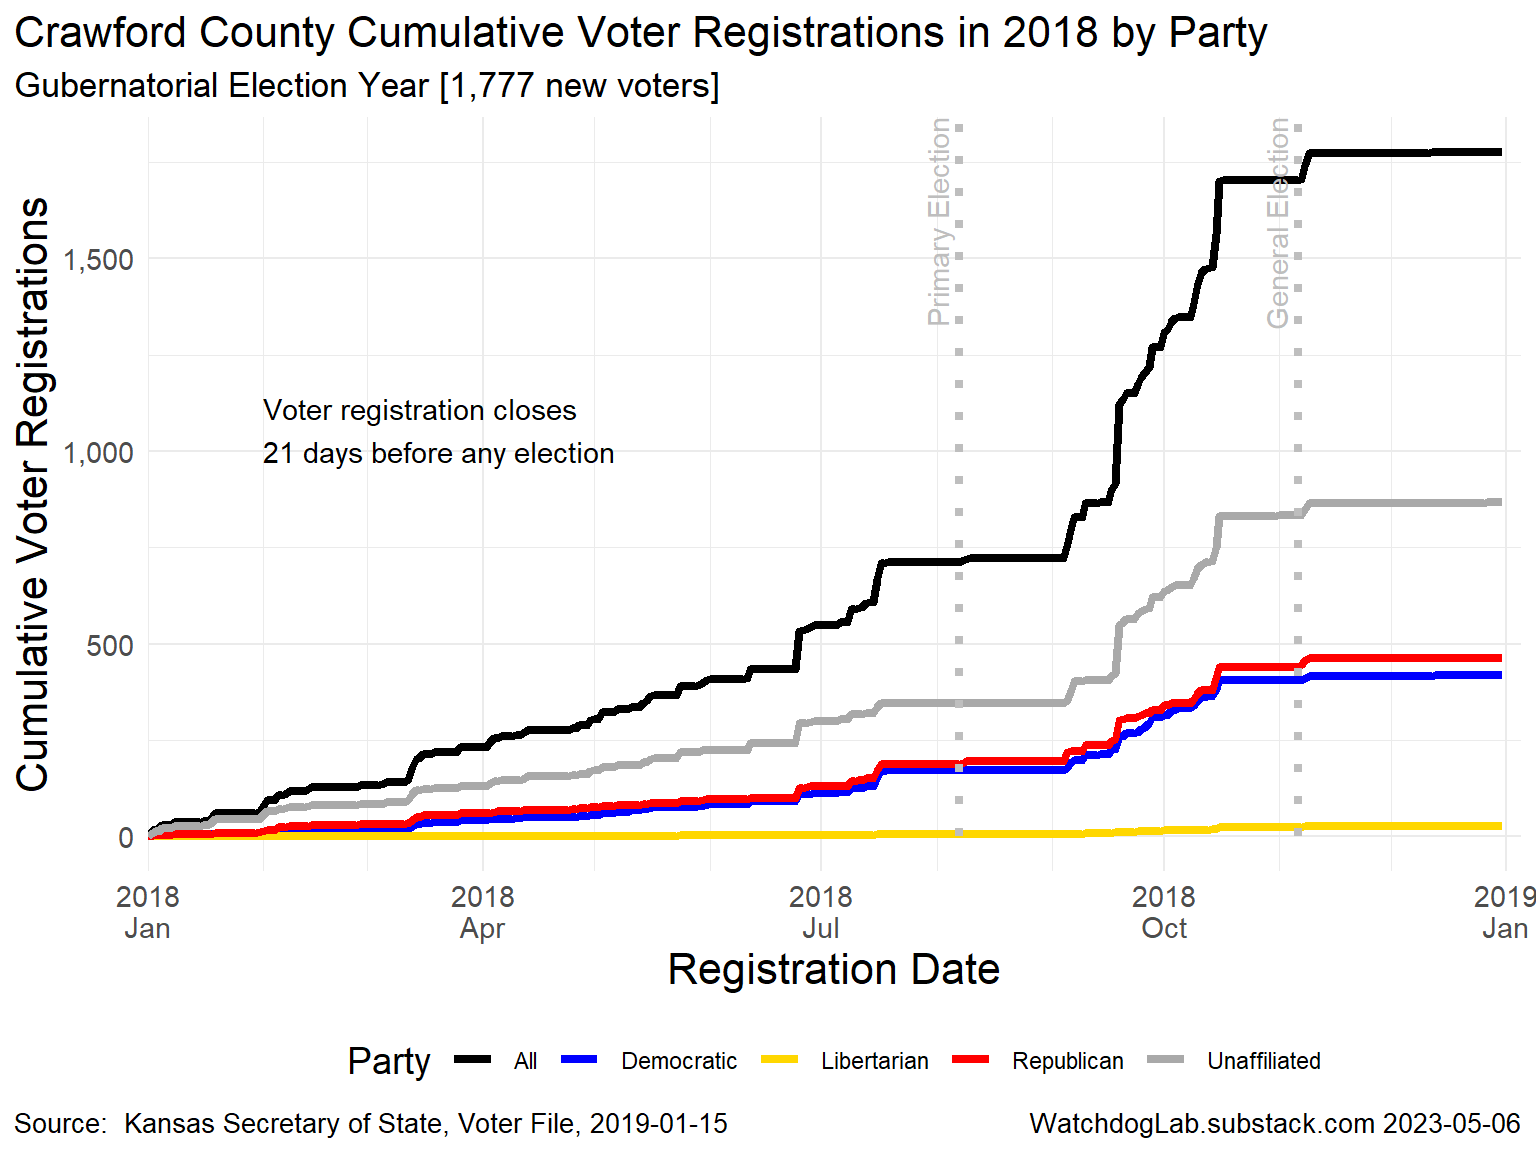 Crawford County Cumulative Voter Registrations in 2018 by Party
Gubernatorial Election Year [1,777 new voters]
Cumulative Voter Registrations
1,500
1,000
500
0
Primary Election
General Election
Voter registration closes
21 days before any election
2018 2018 2018 2018 2019
Jan Apr Jul Oct Jan
Registration Date
Party All Democratic Libertarian Republican Unaffiliated
Source:  Kansas Secretary of State, Voter File, 2019-01-15
WatchdogLab.substack.com 2023-05-06